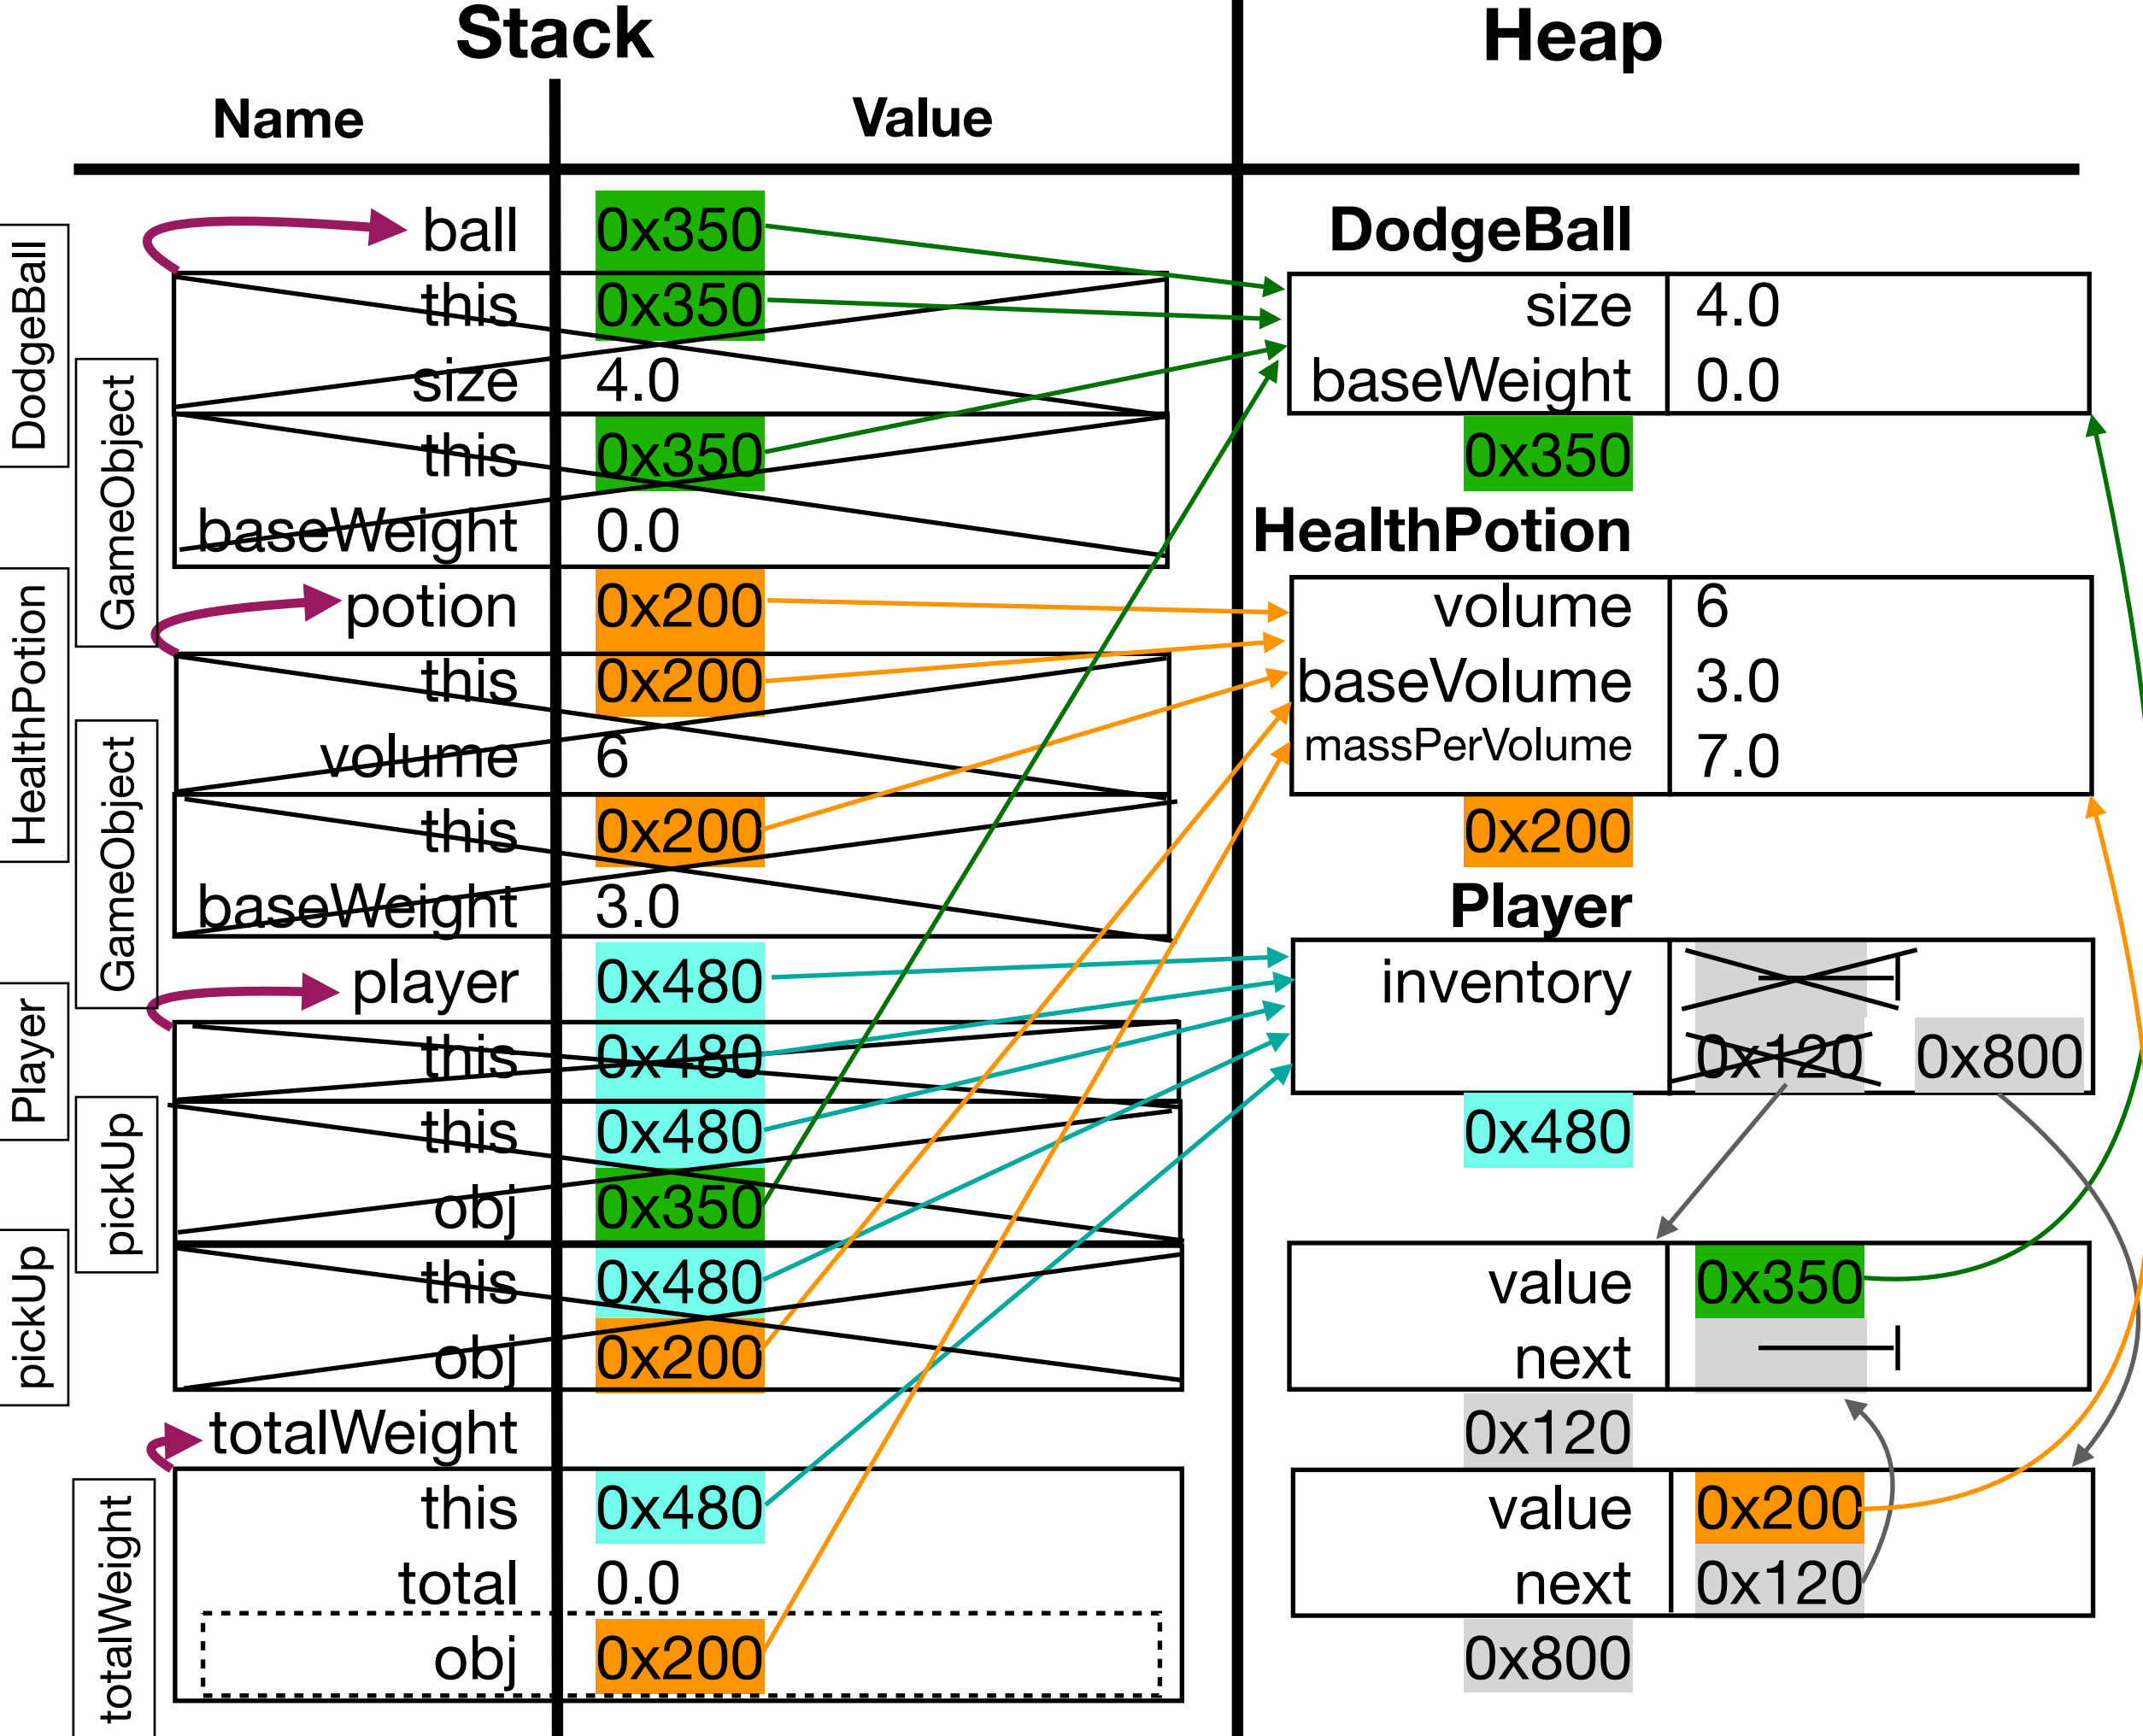 Stack
Heap
Name
Value
DodgeBall
GameObject
HealthPotion
GameObject
Player
pickUp
pickUp
totalWeight
ball 0x350
this 0x350
size 4.0
this 0x350
baseWeight 0.0
potion 0x200
this 0x200
volume 6
this 0x200
baseWeight 3.0
player 0x480
this 0x480
this 0x480
obj 0x350
this 0x480
obj 0x200
totalWeight
this 0x480
total 0.0
obj 0x200
DodgeBall
size 4.0
baseWeight 0.0
0x350
HealthPotion
volume 6
baseVolume 3.0
massPerVolume 7.0
0x200
Player
inventory
0x120 0x800
0x480
value 0x350
next
0x120
value 0x200
next 0x120
0x800